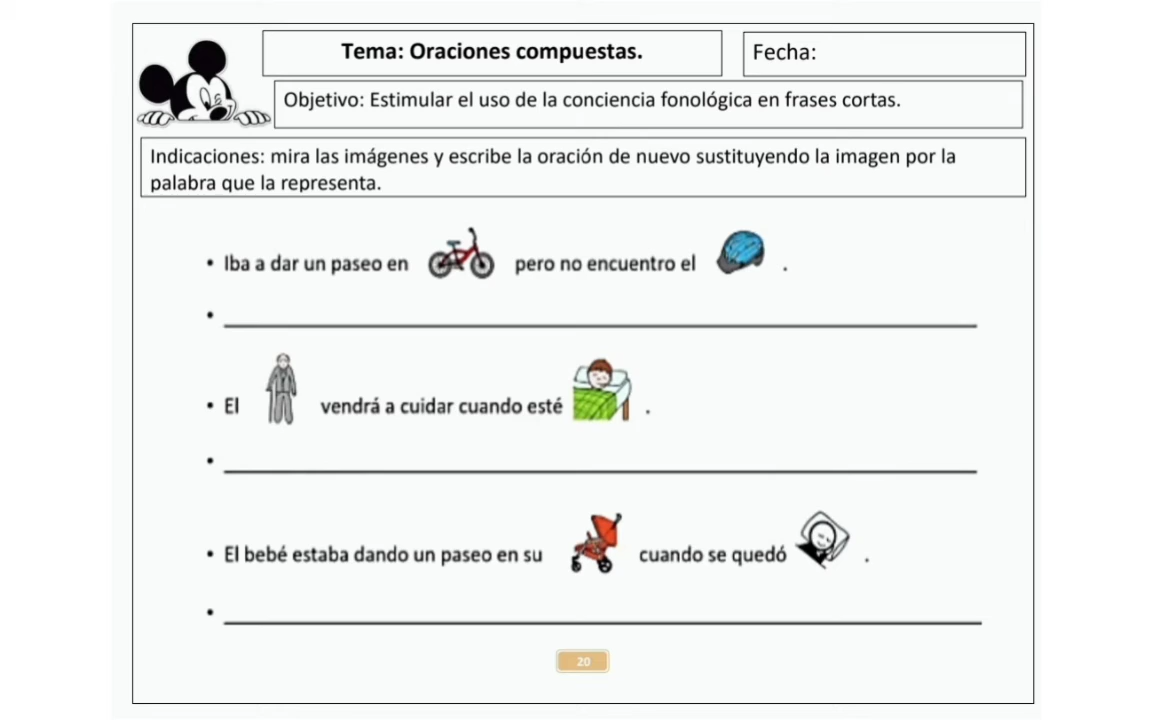 Tema: Oraciones compuestas.
Fecha:
Objetivo: Estimular el uso de la conciencia fonológica en frases cortas.
Indicaciones: mira las imágenes y escribe la oración de nuevo sustituyendo la imagen por la
palabra que la representa.
• Iba a dar un paseo en pero no encuentro el .
•
• El vendrá a cuidar cuando esté .
•
• El bebé estaba dando un paseo en su cuando se quedó .
•
20